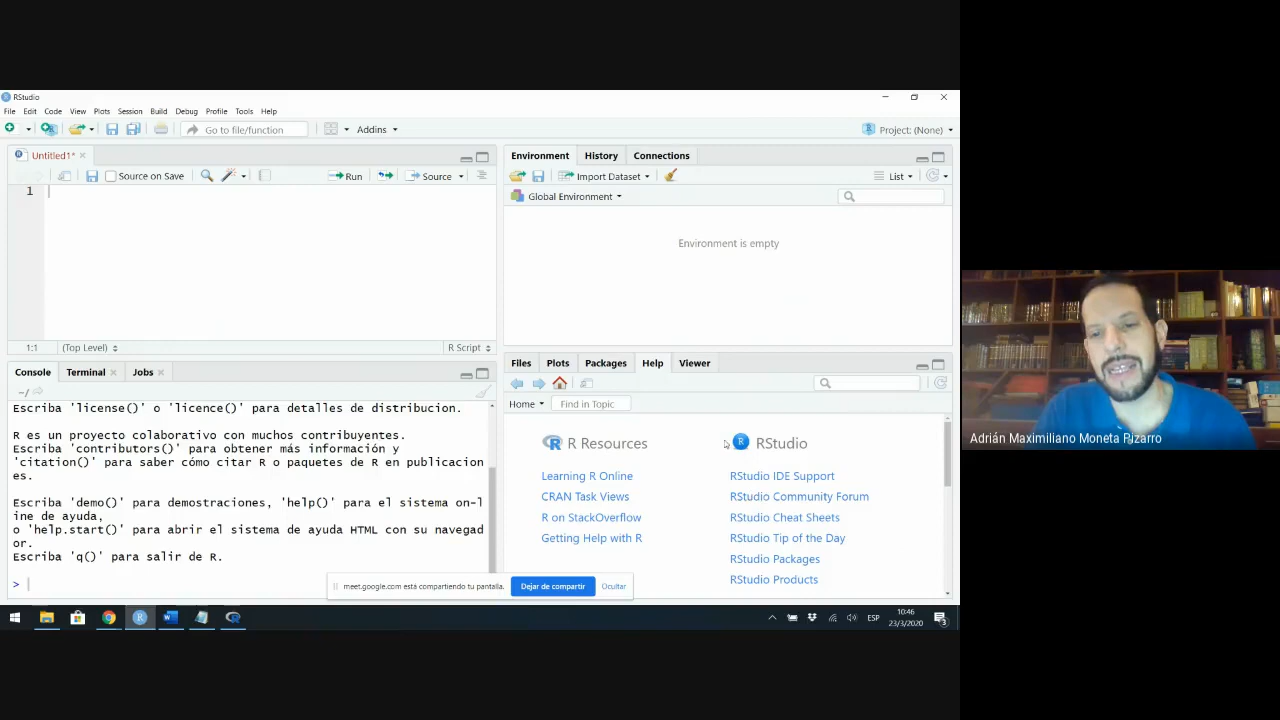 RStudio
File Edit Code View Plots Session Build Debug Profile Tools Help
Go to file/function Addins Project: (None)
Untitled1*
Source on Save Run Source
1
1:1 (Top Level) R Script
Console Terminal Jobs
~/
Escriba 'license()' o 'licence()' para detalles de distribucion.
R es un proyecto colaborativo con muchos contribuyentes.
Escriba 'contributors()' para obtener más información y
'citation()' para saber cómo citar R o paquetes de R en publicacion
es.
Escriba 'demo()' para demostraciones, 'help()' para el sistema on-l
ine de ayuda,
o 'help.start()' para abrir el sistema de ayuda HTML con su navegad
or.
Escriba 'q()' para salir de R.
>
Environment History Connections
Import Dataset List
Global Environment
Environment is empty
Files Plots Packages Help Viewer
Home Find in Topic
R Resources
Learning R Online
CRAN Task Views
R on StackOverflow
Getting Help with R
RStudio
RStudio IDE Support
RStudio Community Forum
RStudio Cheat Sheets
RStudio Tip of the Day
RStudio Packages
RStudio Products
meet.google.com está compartiendo tu pantalla. Dejar de compartir Ocultar
ESP
10:46
23/3/2020
3
Adrián Maximiliano Moneta Pizarro